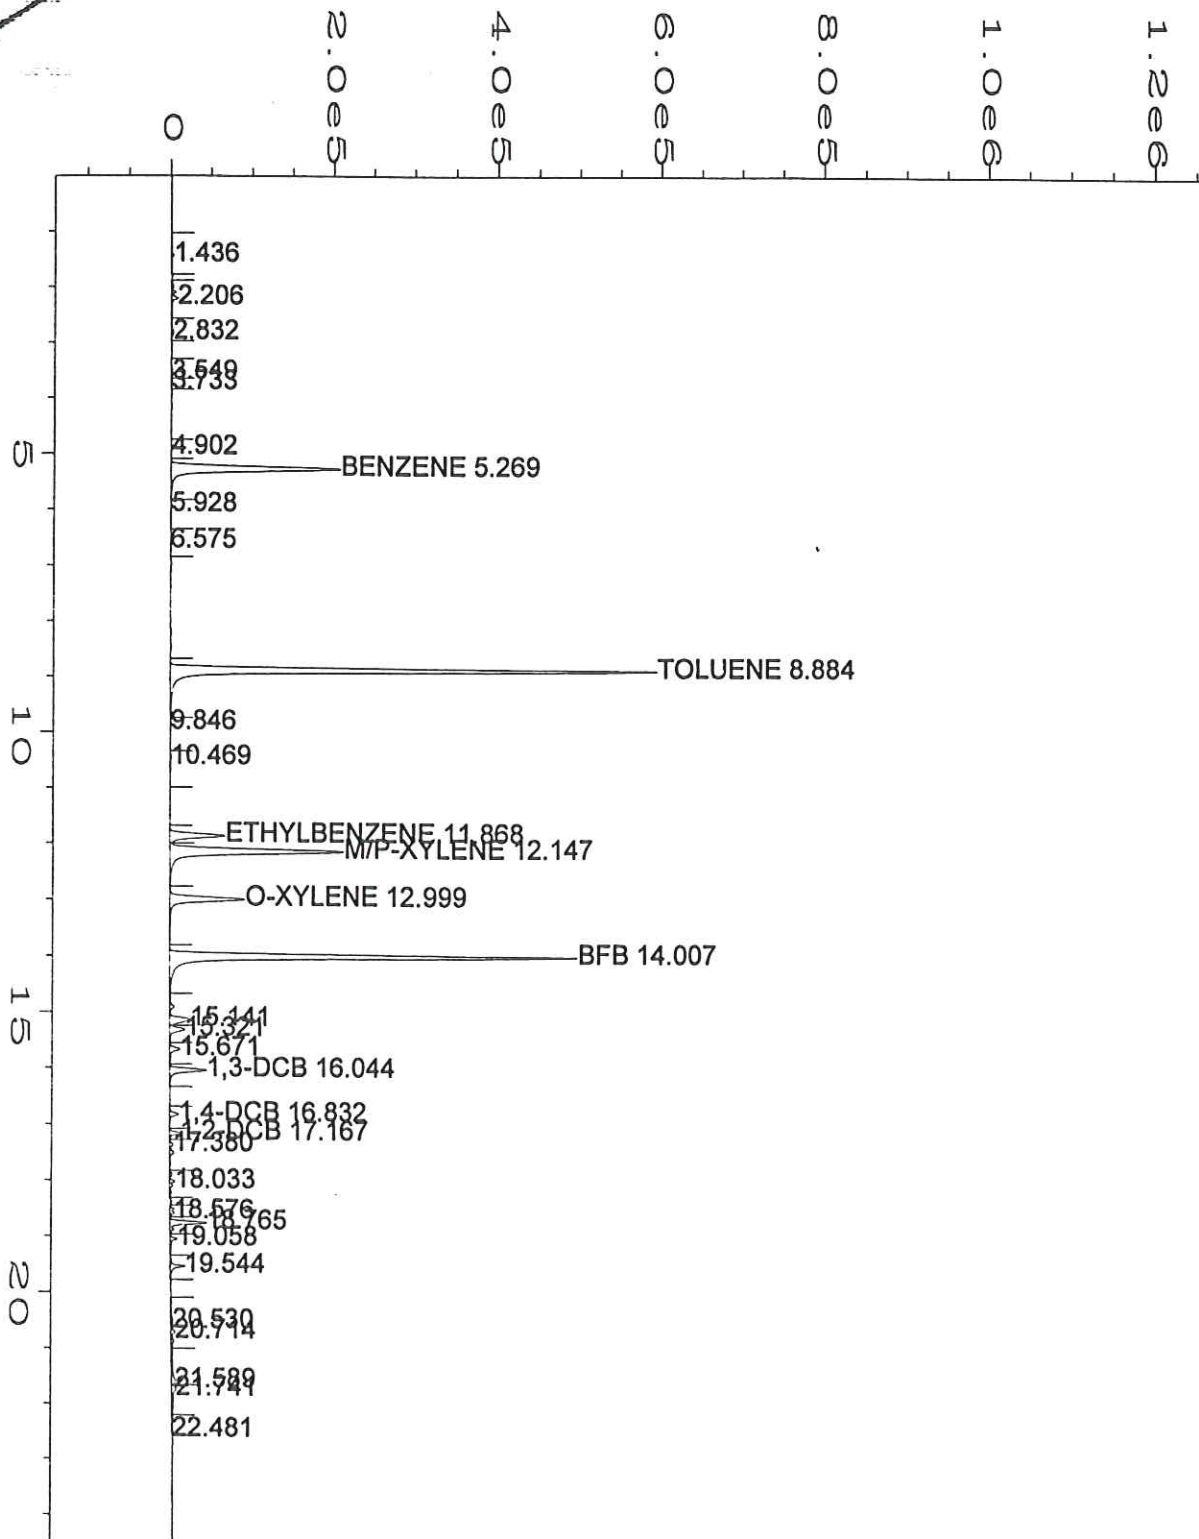 0
2.0e5
4.0e5
6.0e5
8.0e5
1.0e6
1.2e6
1.436
2.206
2.832
3.549
3.733
4.902
5
BENZENE 5.269
5.928
6.575
TOLUENE 8.884
9.846
10
10.469
ETHYLBENZENE 11.868
M/P-XYLENE 12.147
O-XYLENE 12.999
BFB 14.007
15
15.141
15.321
15.671
1,3-DCB 16.044
1,4-DCB 16.832
1,2-DCB 17.167
17.380
18.033
18.576
18.765
19.058
19.544
20
20.530
20.714
21.589
21.741
22.481